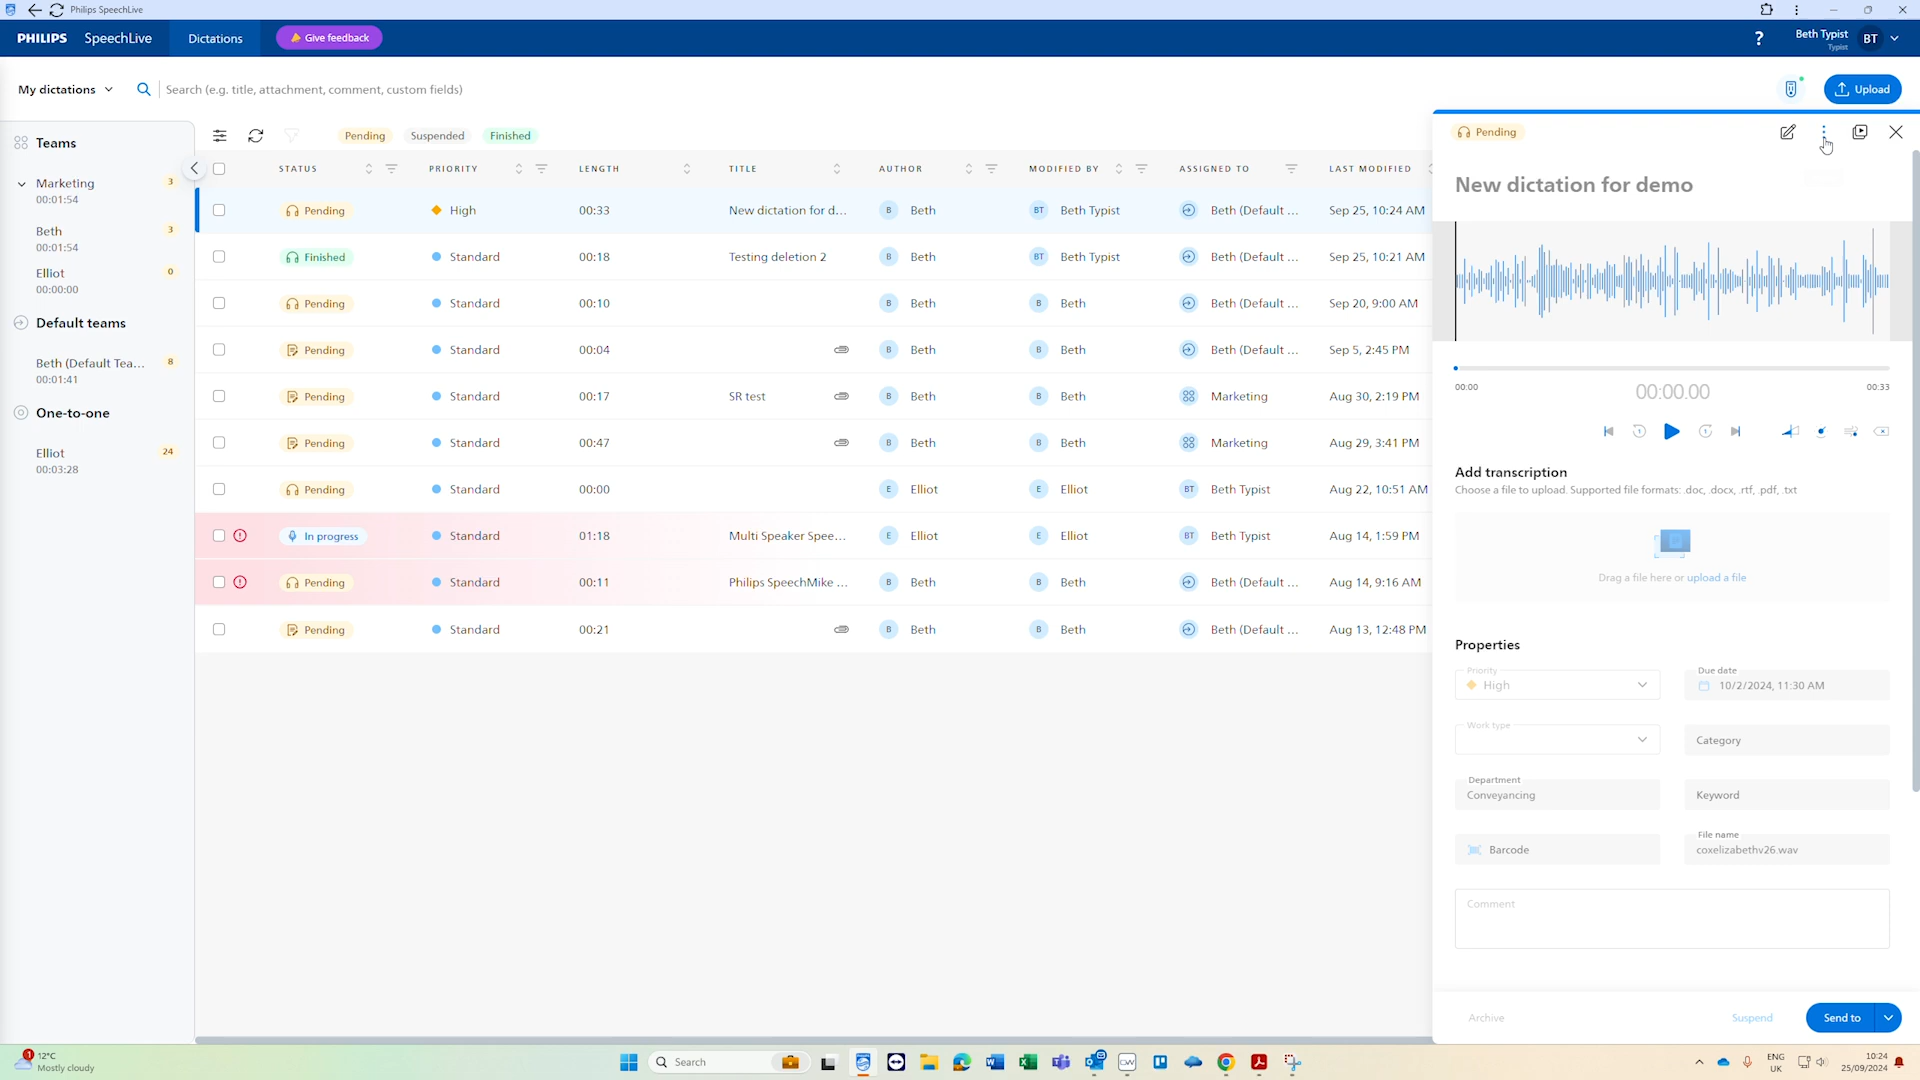 Philips SpeechLive
PHILIPS SpeechLive Dictations Give feedback ? Beth Typist BT
Typist
My dictations Search (e.g. title, attachment, comment, custom fields) Upload
Teams
Marketing 3
00:01:54
Beth 3
00:01:54
Elliot 0
00:00:00
Default teams
Beth (Default Tea... 8
00:01:41
One-to-one
Elliot 24
00:03:28
Pending Suspended Finished
STATUS PRIORITY LENGTH TITLE AUTHOR MODIFIED BY ASSIGNED TO LAST MODIFIED
Pending High 00:33 New dictation for d... B Beth BT Beth Typist Beth (Default ... Sep 25, 10:24 AM
Finished Standard 00:18 Testing deletion 2 B Beth BT Beth Typist Beth (Default ... Sep 25, 10:21 AM
Pending Standard 00:10 B Beth B Beth Beth (Default ... Sep 20, 9:00 AM
Pending Standard 00:04 B Beth B Beth Beth (Default ... Sep 5, 2:45 PM
Pending Standard 00:17 SR test B Beth B Beth Marketing Aug 30, 2:19 PM
Pending Standard 00:47 B Beth B Beth Marketing Aug 29, 3:41 PM
Pending Standard 00:00 E Elliot E Elliot BT Beth Typist Aug 22, 10:51 AM
In progress Standard 01:18 Multi Speaker Spee... E Elliot E Elliot BT Beth Typist Aug 14, 1:59 PM
Pending Standard 00:11 Philips SpeechMike ... B Beth B Beth Beth (Default ... Aug 14, 9:16 AM
Pending Standard 00:21 B Beth B Beth Beth (Default ... Aug 13, 12:48 PM
Pending
New dictation for demo
00:00 00:00.00 00:33
1 1
Add transcription
Choose a file to upload. Supported file formats: .doc, .docx, .rtf, .pdf, .txt
Drag a file here or upload a file
Properties
Priority
High
Due date
10/2/2024, 11:30 AM
Work type
Category
Department
Conveyancing
Keyword
Barcode
File name
coxelizabethv26.wav
Comment
Archive Suspend Send to
1 12°C
Mostly cloudy
Search
ENG
UK
10:24
25/09/2024